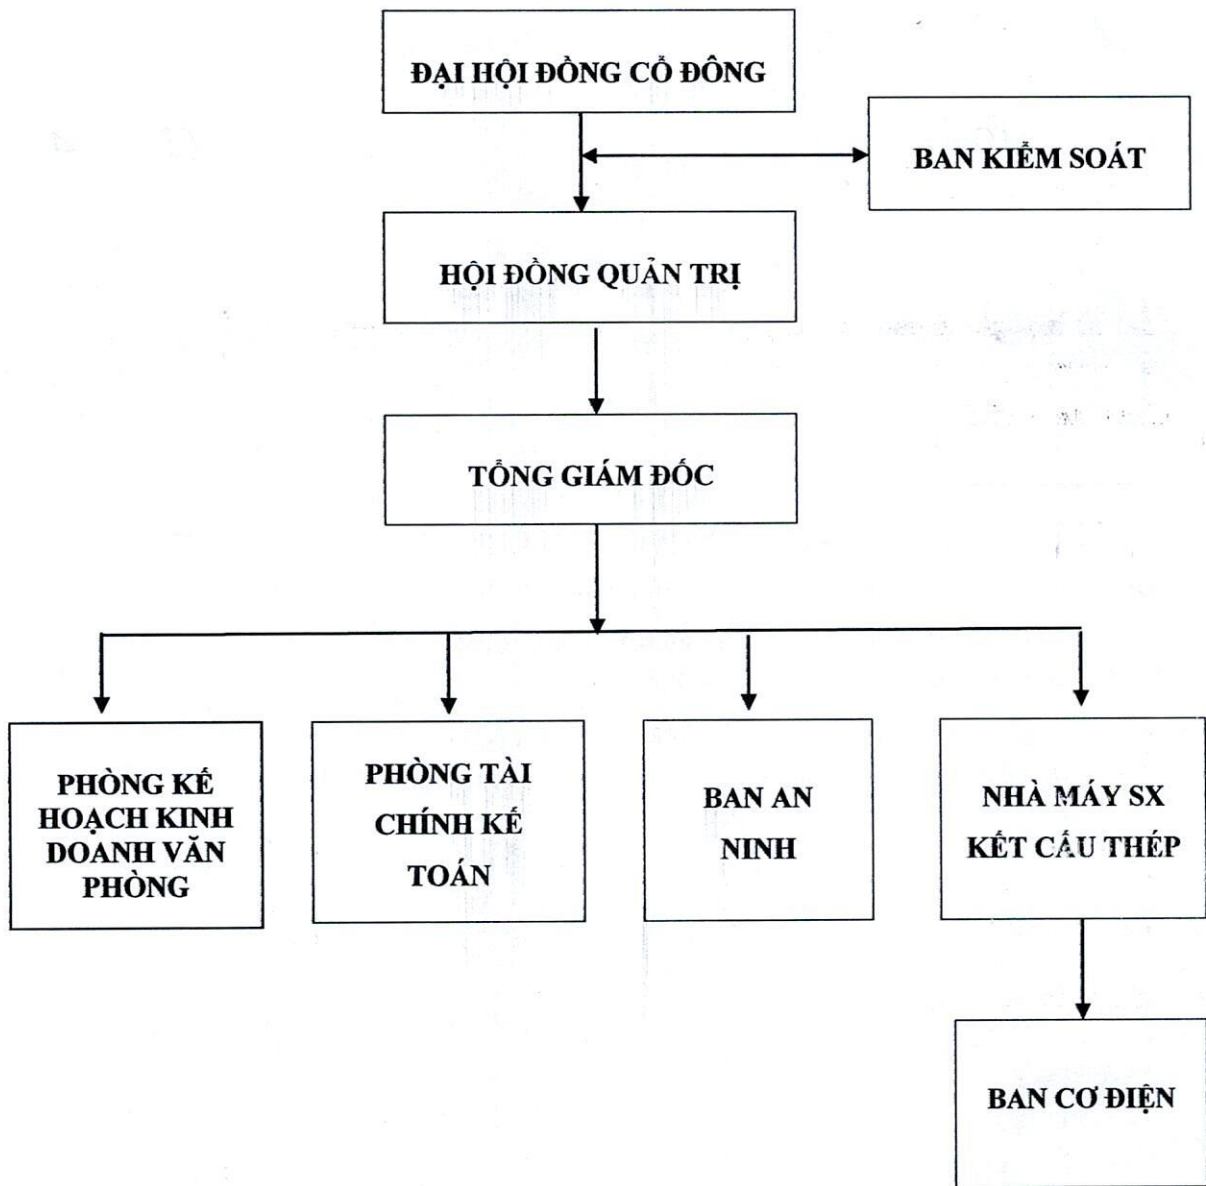 ĐẠI HỘI ĐỒNG CỔ ĐÔNG
BAN KIỂM SOÁT
HỘI ĐỒNG QUẢN TRỊ
TỔNG GIÁM ĐỐC
PHÒNG KẾ
HOẠCH KINH
DOANH VĂN
PHÒNG
PHÒNG TÀI
CHÍNH KẾ
TOÁN
BAN AN
NINH
NHÀ MÁY SX
KẾT CẤU THÉP
BAN CƠ ĐIỆN